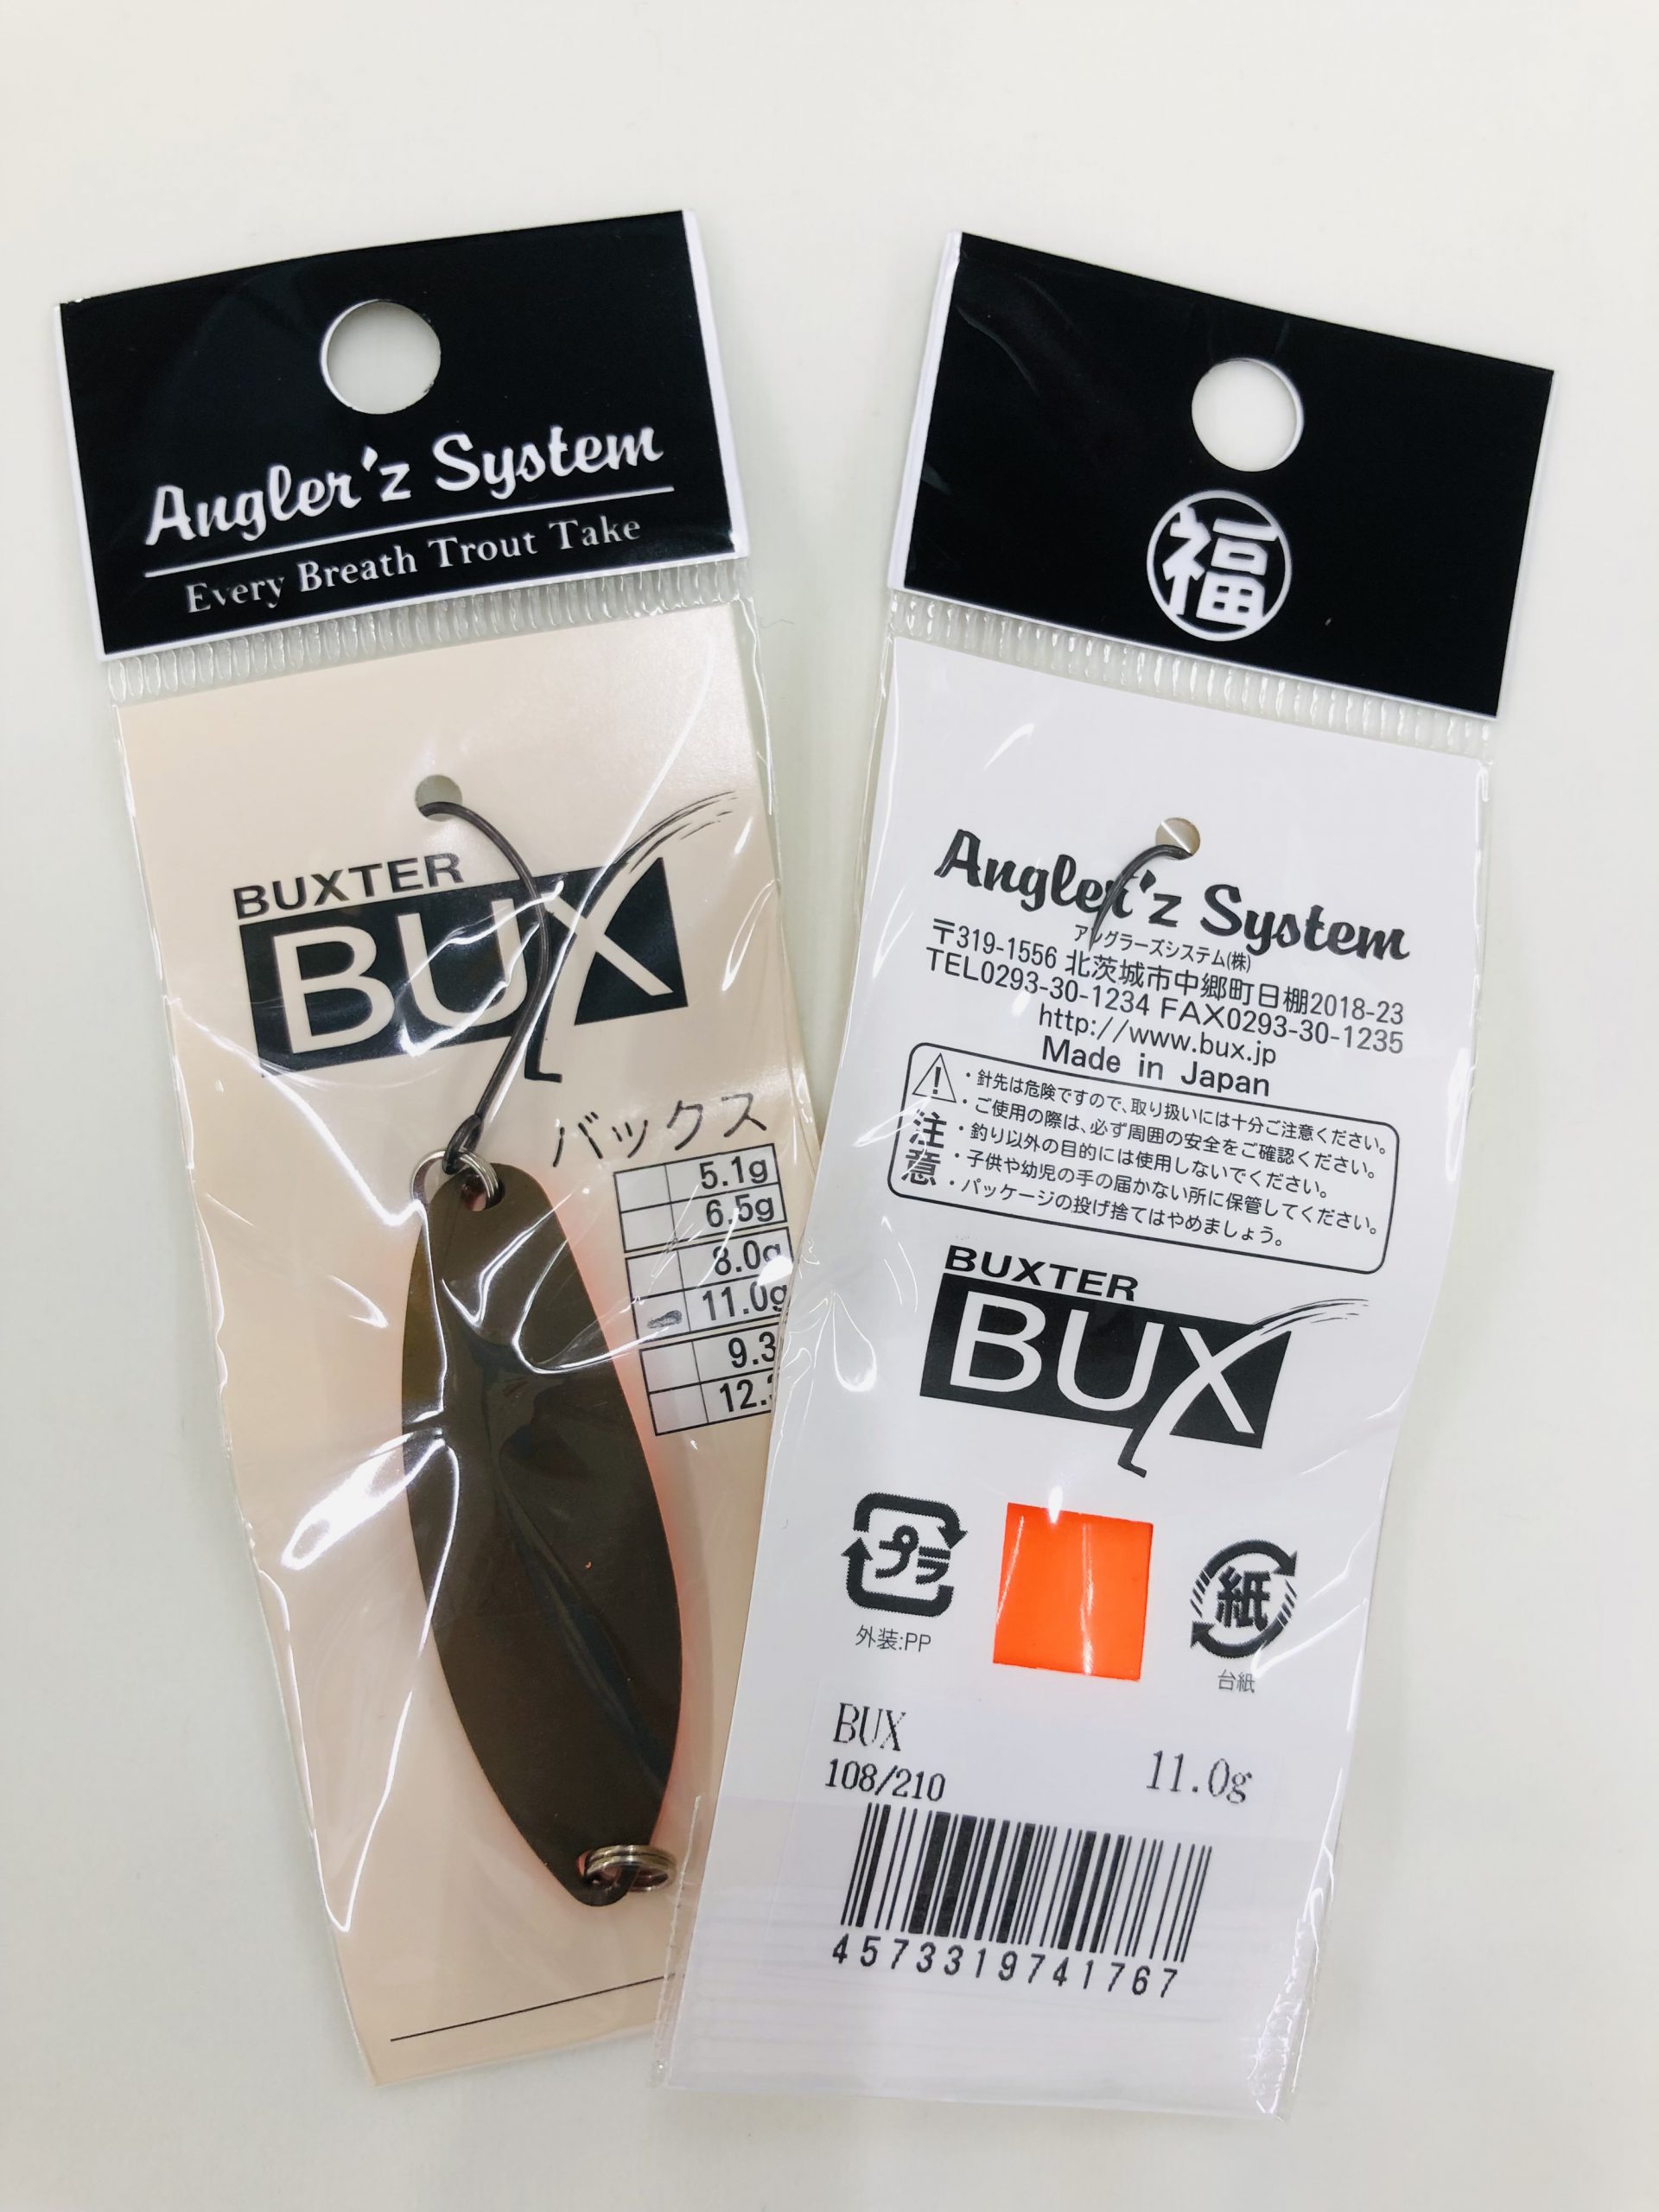 Angler'z System
Every Breath Trout Take
BUXTER
BUX
バックス
5.1g
6.5g
8.0g
11.0g
9.3
12.
福
Angler'z System
アングラーズシステム(株)
〒319-1556 北茨城市中郷町日棚2018-23
TEL0293-30-1234 FAX0293-30-1235
http://www.bux.jp
Made in Japan
注意
・針先は危険ですので、取り扱いには十分ご注意ください。
・ご使用の際は、必ず周囲の安全をご確認ください。
・釣り以外の目的には使用しないでください。
・子供や幼児の手の届かない所に保管してください。
・パッケージの投げ捨てはやめましょう。
BUXTER
BUX
プラ
外装:PP
紙
台紙
BUX
108/210 11.0g
4573319741767